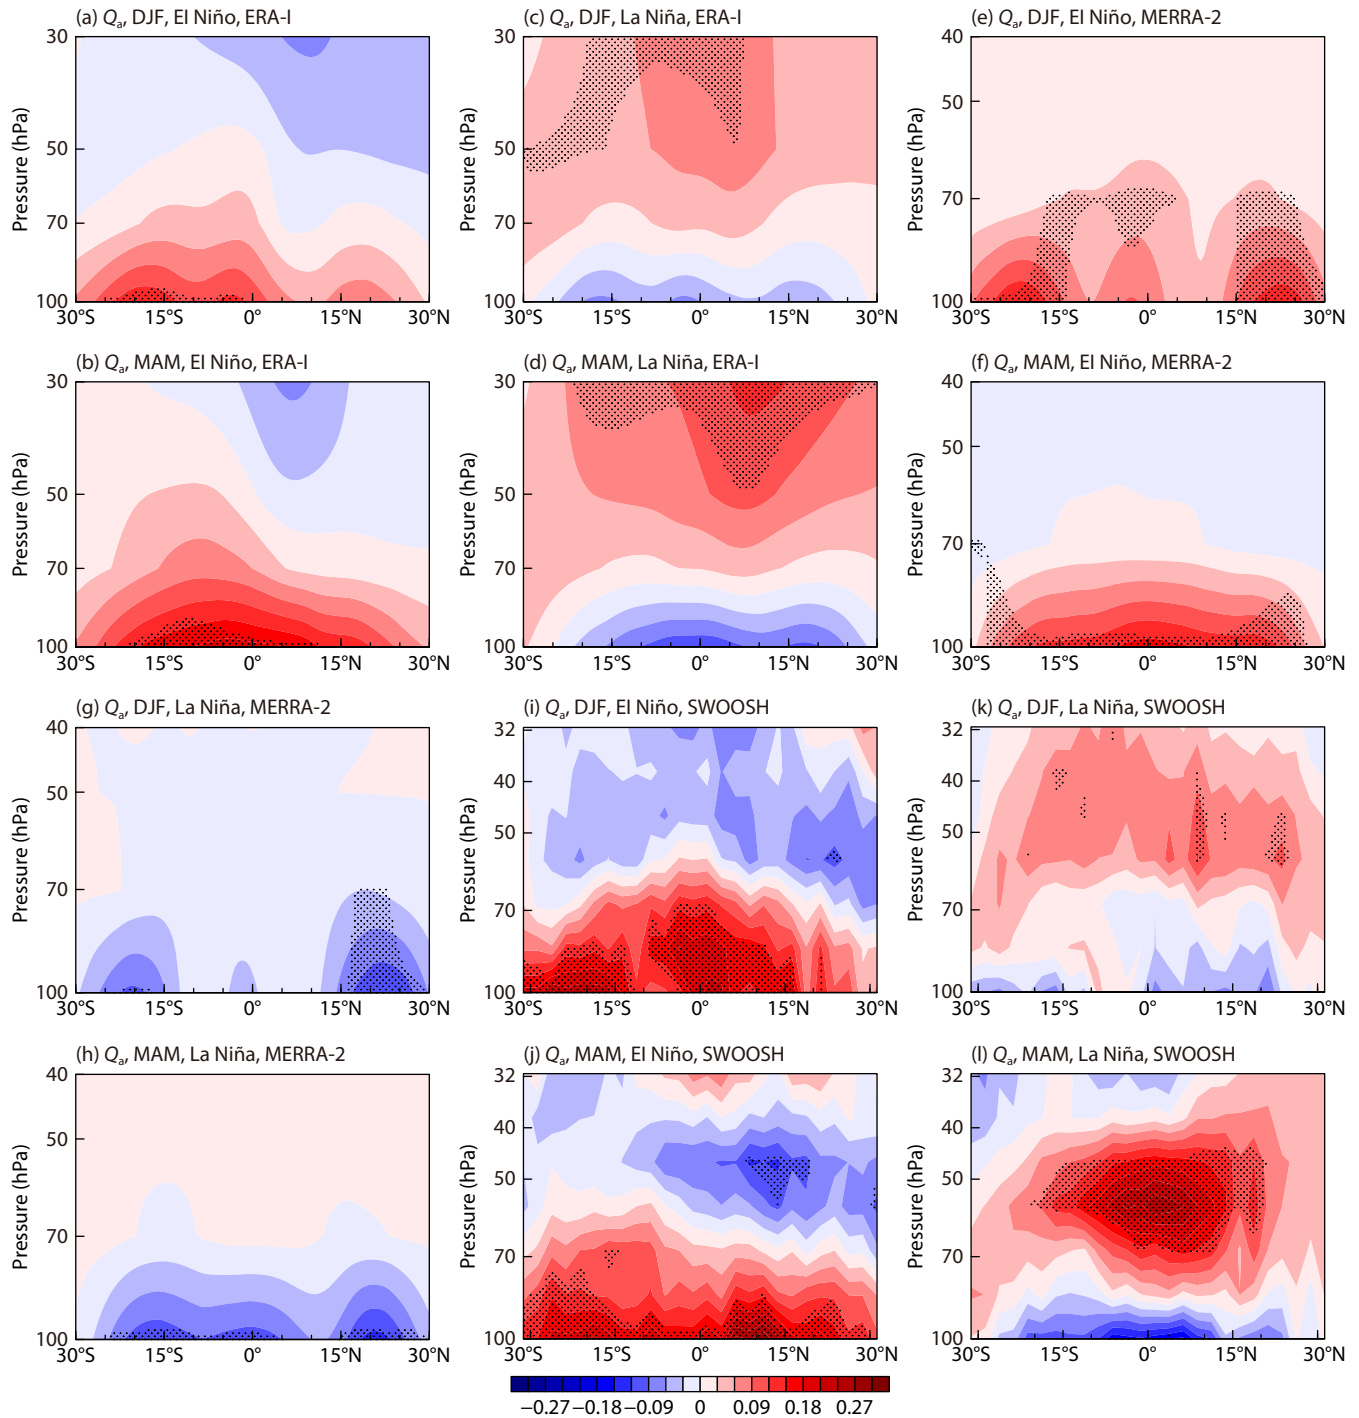 (a) Qa, DJF, El Niño, ERA-I
(c) Qa, DJF, La Niña, ERA-I
(e) Qa, DJF, El Niño, MERRA-2
Pressure (hPa)
30
50
70
100
30°S 15°S 0° 15°N 30°N
Pressure (hPa)
30
50
70
100
30°S 15°S 0° 15°N 30°N
Pressure (hPa)
40
50
70
100
30°S 15°S 0° 15°N 30°N
(b) Qa, MAM, El Niño, ERA-I
(d) Qa, MAM, La Niña, ERA-I
(f) Qa, MAM, El Niño, MERRA-2
Pressure (hPa)
30
50
70
100
30°S 15°S 0° 15°N 30°N
Pressure (hPa)
30
50
70
100
30°S 15°S 0° 15°N 30°N
Pressure (hPa)
40
50
70
100
30°S 15°S 0° 15°N 30°N
(g) Qa, DJF, La Niña, MERRA-2
(i) Qa, DJF, El Niño, SWOOSH
(k) Qa, DJF, La Niña, SWOOSH
Pressure (hPa)
40
50
70
100
30°S 15°S 0° 15°N 30°N
Pressure (hPa)
32
40
50
70
100
30°S 15°S 0° 15°N 30°N
Pressure (hPa)
32
40
50
70
100
30°S 15°S 0° 15°N 30°N
(h) Qa, MAM, La Niña, MERRA-2
(j) Qa, MAM, El Niño, SWOOSH
(l) Qa, MAM, La Niña, SWOOSH
Pressure (hPa)
40
50
70
100
30°S 15°S 0° 15°N 30°N
Pressure (hPa)
32
40
50
70
100
30°S 15°S 0° 15°N 30°N
Pressure (hPa)
32
40
50
70
100
30°S 15°S 0° 15°N 30°N
−0.27 −0.18 −0.09 0 0.09 0.18 0.27